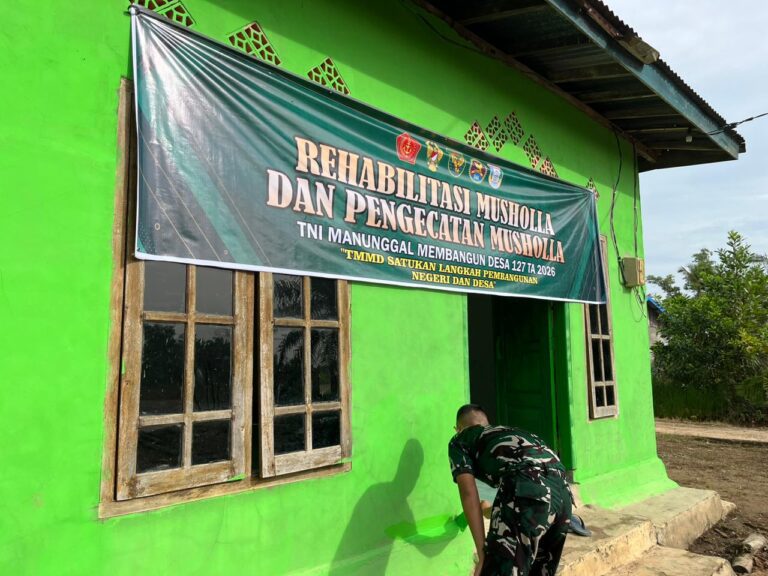 REHABILITASI MUSHOLLA
DAN PENGECATAN MUSHOLLA
TNI MANUNGGAL MEMBANGUN DESA 127 TA 2026
"TMMD SATUKAN LANGKAH PEMBANGUNAN
NEGERI DAN DESA"